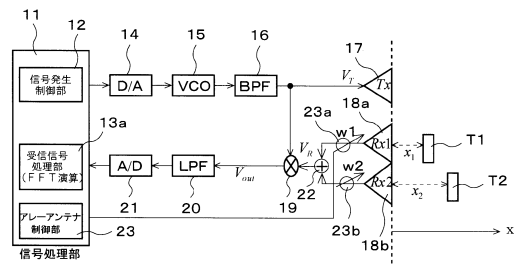 11
12
14
15
16
17
信号発生
制御部
D/A
VCO
BPF
V_T
Tx
13a
受信信号
処理部
(FFT演算)
A/D
LPF
V_out
V_R
23a
w1
18a
Rx1
x_1
T1
w2
Rx2
x_2
T2
21
20
19
22
23b
18b
アレーアンテナ
制御部
23
信号処理部
x